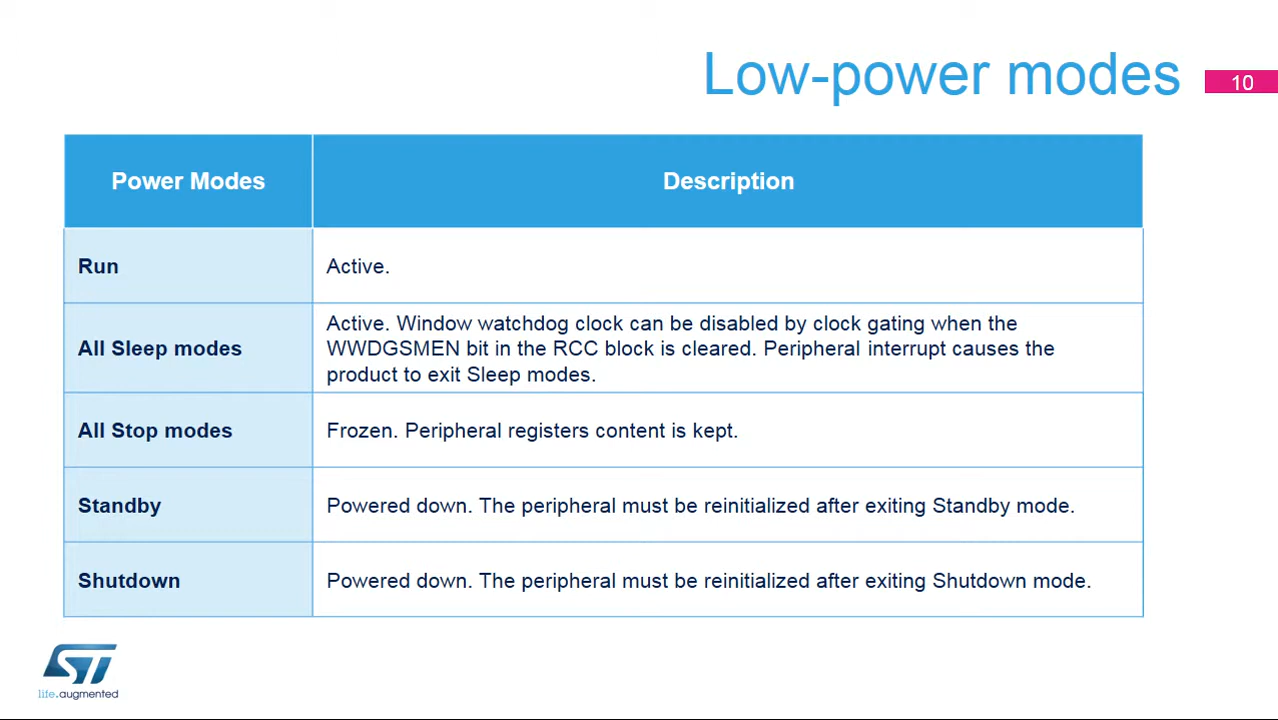 Low-power modes
10
Power Modes
Description
Run
Active.
All Sleep modes
Active. Window watchdog clock can be disabled by clock gating when the
WWDGSMEN bit in the RCC block is cleared. Peripheral interrupt causes the
product to exit Sleep modes.
All Stop modes
Frozen. Peripheral registers content is kept.
Standby
Powered down. The peripheral must be reinitialized after exiting Standby mode.
Shutdown
Powered down. The peripheral must be reinitialized after exiting Shutdown mode.
ST
life.augmented